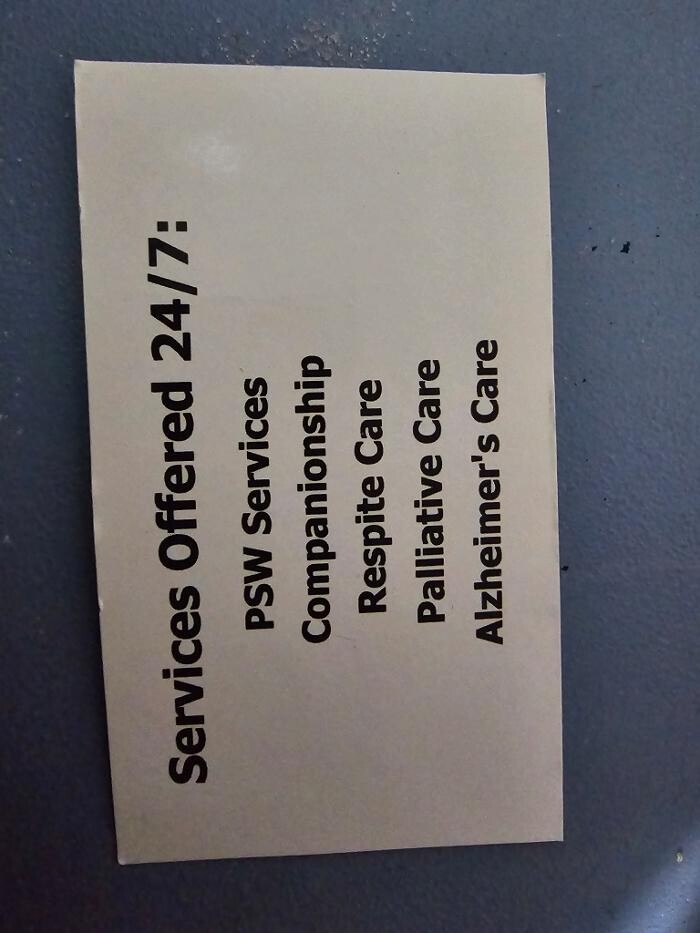 Services Offered 24/7:
PSW Services
Companionship
Respite Care
Palliative Care
Alzheimer's Care